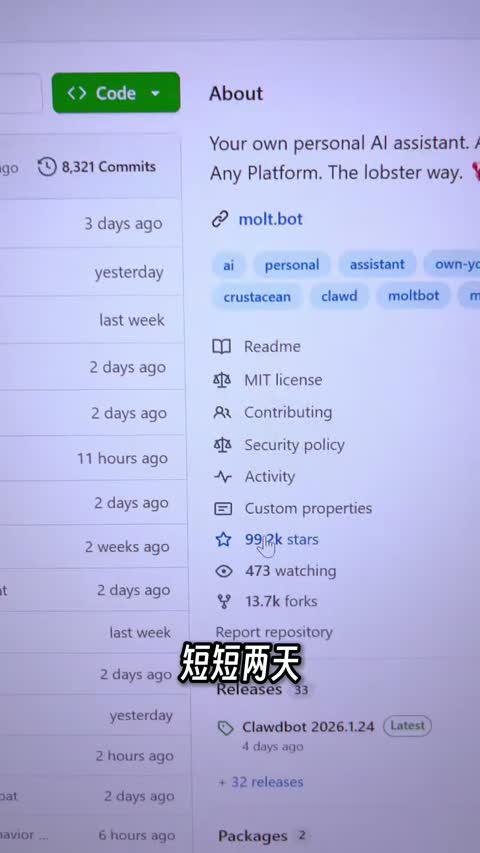 Code
About
Your own personal AI assistant.
Any Platform. The lobster way.
ago
8,321 Commits
molt.bot
3 days ago
ai
personal
assistant
yesterday
crustacean
clawd
moltbot
last week
Readme
2 days ago
MIT license
2 days ago
Contributing
Security policy
11 hours ago
Activity
2 days ago
Custom properties
99.2k stars
2 weeks ago
473 watching
2 days ago
13.7k forks
last week
Report repository
短短两天
2 days ago
Releases 33
yesterday
Clawdbot 2026.1.24 Latest
4 days ago
2 hours ago
+ 32 releases
2 days ago
6 hours ago
Packages 2